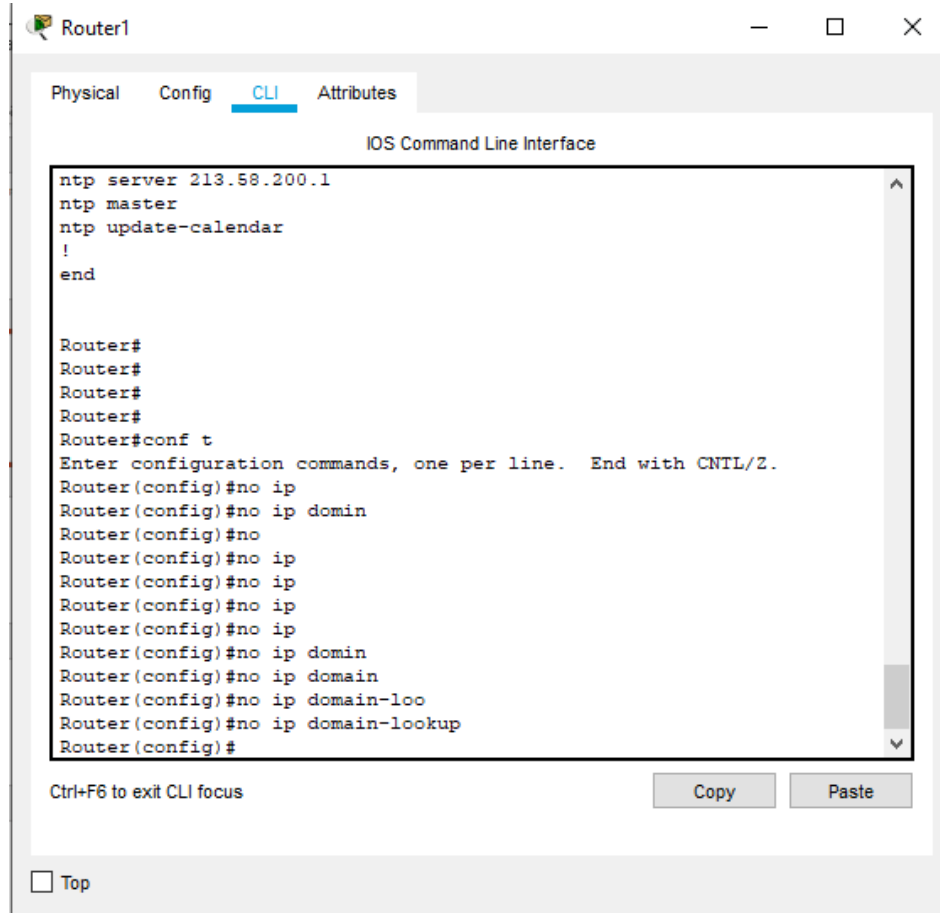 Router1
Physical Config CLI Attributes
IOS Command Line Interface
ntp server 213.58.200.1
ntp master
ntp update-calendar
!
end
Router#
Router#
Router#
Router#
Router#conf t
Enter configuration commands, one per line.  End with CNTL/Z.
Router(config)#no ip
Router(config)#no ip domin
Router(config)#no
Router(config)#no ip
Router(config)#no ip
Router(config)#no ip
Router(config)#no ip
Router(config)#no ip domin
Router(config)#no ip domain
Router(config)#no ip domain-loo
Router(config)#no ip domain-lookup
Router(config)#
Ctrl+F6 to exit CLI focus
Copy Paste
Top